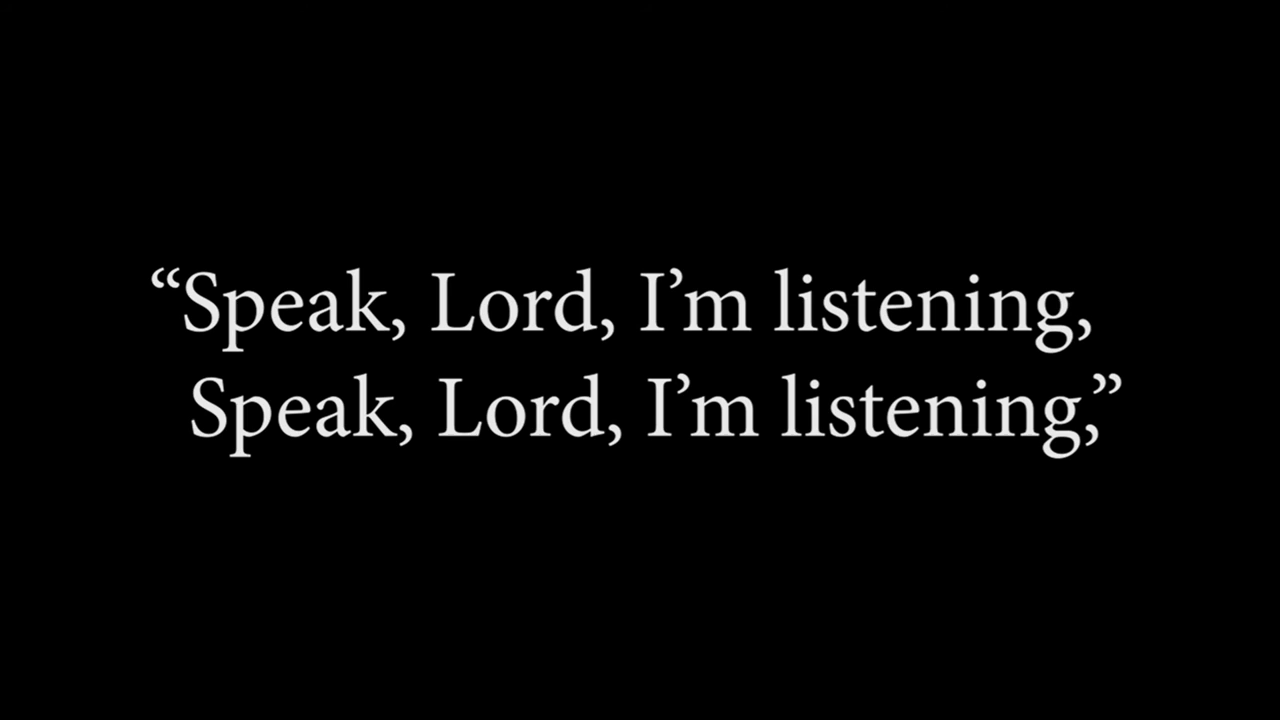 “Speak, Lord, I’m listening,
Speak, Lord, I’m listening,”